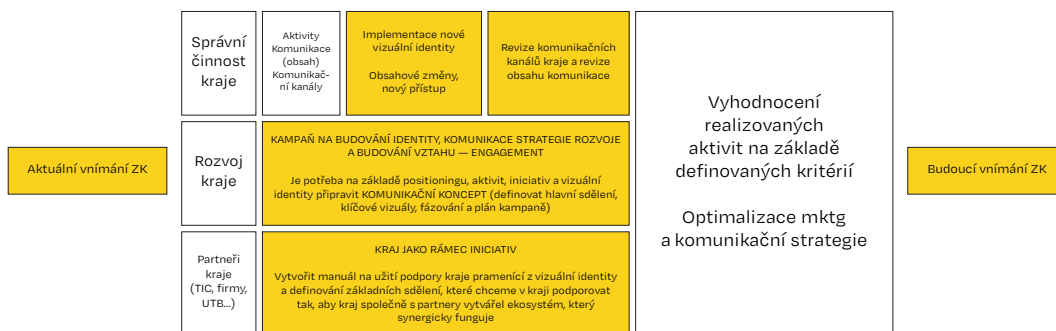 Aktuální vnímání ZK
Správní
činnost
kraje
Aktivity
Komunikace
(obsah)
Komunikač-
ní kanály
Implementace nové
vizuální identity
Obsahové změny,
nový přístup
Revize komunikačních
kanálů kraje a revize
obsahu komunikace
Rozvoj
kraje
KAMPAŇ NA BUDOVÁNÍ IDENTITY, KOMUNIKACE STRATEGIE ROZVOJE
A BUDOVÁNÍ VZTAHU — ENGAGEMENT
Je potřeba na základě positioningu, aktivit, iniciativ a vizuální
identity připravit KOMUNIKAČNÍ KONCEPT (definovat hlavní sdělení,
klíčové vizuály, fázování a plán kampaně)
Partneři
kraje
(TIC, firmy,
UTB...)
KRAJ JAKO RÁMEC INICIATIV
Vytvořit manuál na užití podpory kraje pramenící z vizuální identity
a definování základních sdělení, které chceme v kraji podporovat
tak, aby kraj společně s partnery vytvářel ekosystém, který
synergicky funguje
Vyhodnocení
realizovaných
aktivit na základě
definovaných kritérií
Optimalizace mktg
a komunikační strategie
Budoucí vnímání ZK